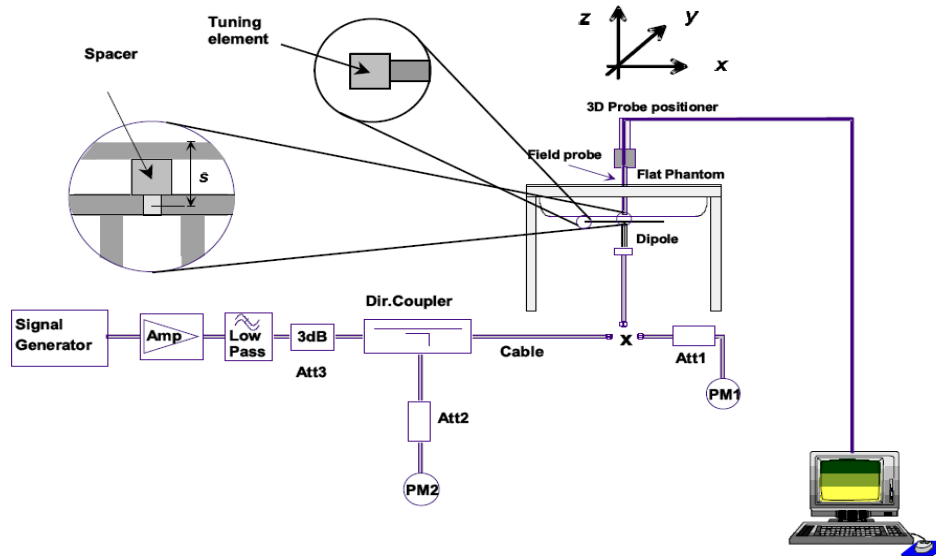 Tuning
element
z
y
x
Spacer
3D Probe positioner
Field probe
Flat Phantom
s
Dipole
Dir.Coupler
Signal
Generator
Amp
Low
Pass
3dB
Att3
Cable
x
Att1
PM1
Att2
PM2